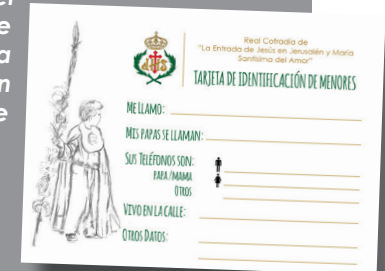 el
e
a
n
e
Real Cofradía de
"La Entrada de Jesús en Jerusalén y María
Santísima del Amor"
TARJETA DE IDENTIFICACIÓN DE MENORES
ME LLAMO:
MIS PAPAS SE LLAMAN:
SUS TELÉFONOS SON:
PAPA/MAMA
OTROS
VIVO EN LA CALLE:
OTROS DATOS: